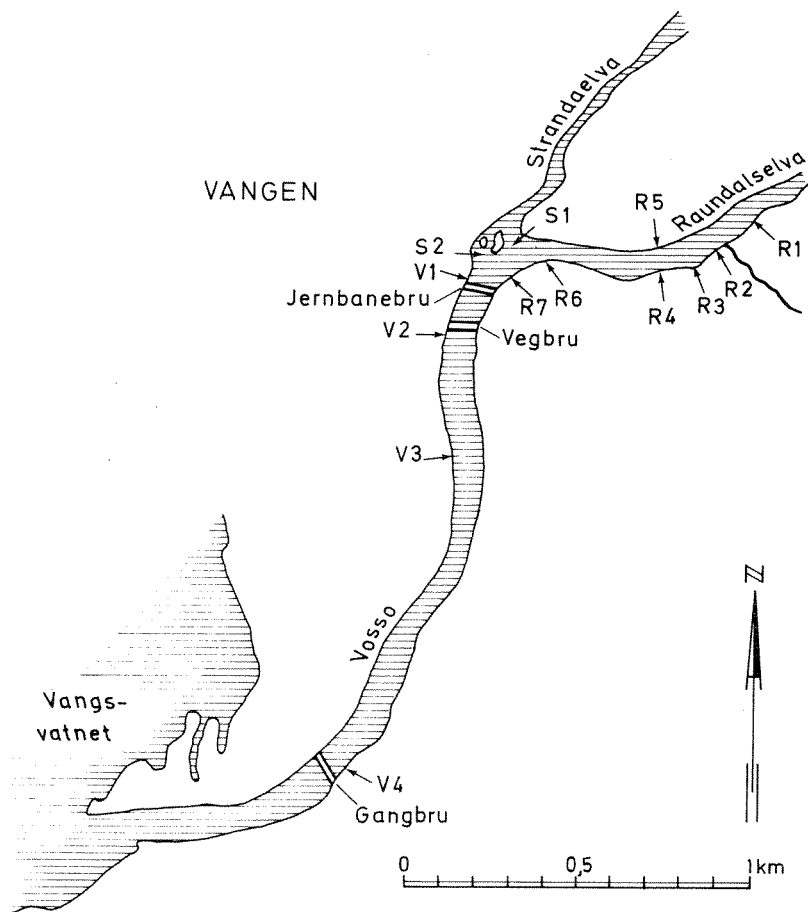 Strandaelva
VANGEN
Raundalselva
S1
R5
R1
S2
V1
R2
Jernbanebru
R7
R6
R4
R3
V2
Vegbru
V3
N
Vosso
Vangs-
vatnet
V4
Gangbru
0 0,5 1km